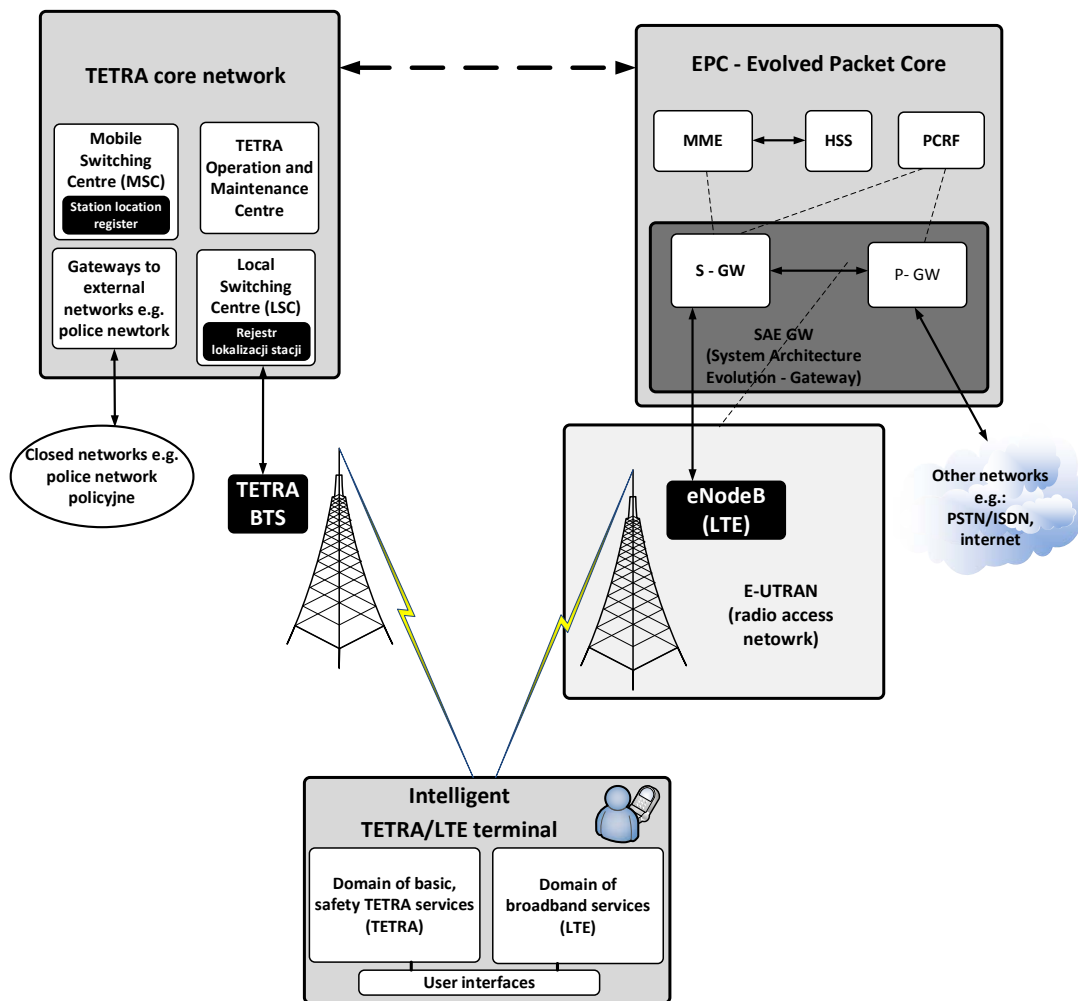 TETRA core network
Mobile
Switching
Centre (MSC)
Station location
register
TETRA
Operation and
Maintenance
Centre
Gateways to
external
networks e.g.
police newtork
Local
Switching
Centre (LSC)
Rejestr
lokalizacji stacji
EPC - Evolved Packet Core
MME
HSS
PCRF
S - GW
P- GW
SAE GW
(System Architecture
Evolution - Gateway)
Closed networks e.g.
police network
policyjne
TETRA
BTS
eNodeB
(LTE)
E-UTRAN
(radio access
netowrk)
Other networks
e.g.:
PSTN/ISDN,
internet
Intelligent
TETRA/LTE terminal
Domain of basic,
safety TETRA services
(TETRA)
Domain of
broadband services
(LTE)
User interfaces